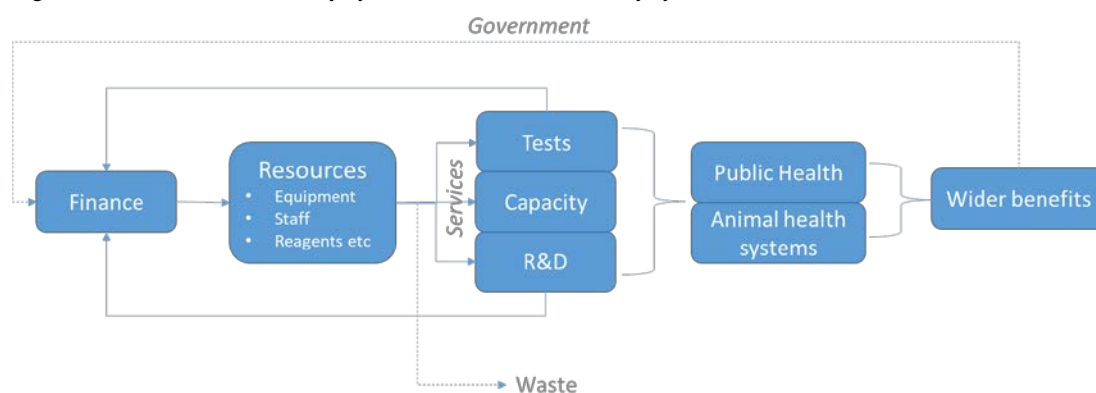 Government
Finance
Resources
• Equipment
• Staff
• Reagents etc
Services
Tests
Capacity
R&D
Public Health
Animal health
systems
Wider benefits
Waste